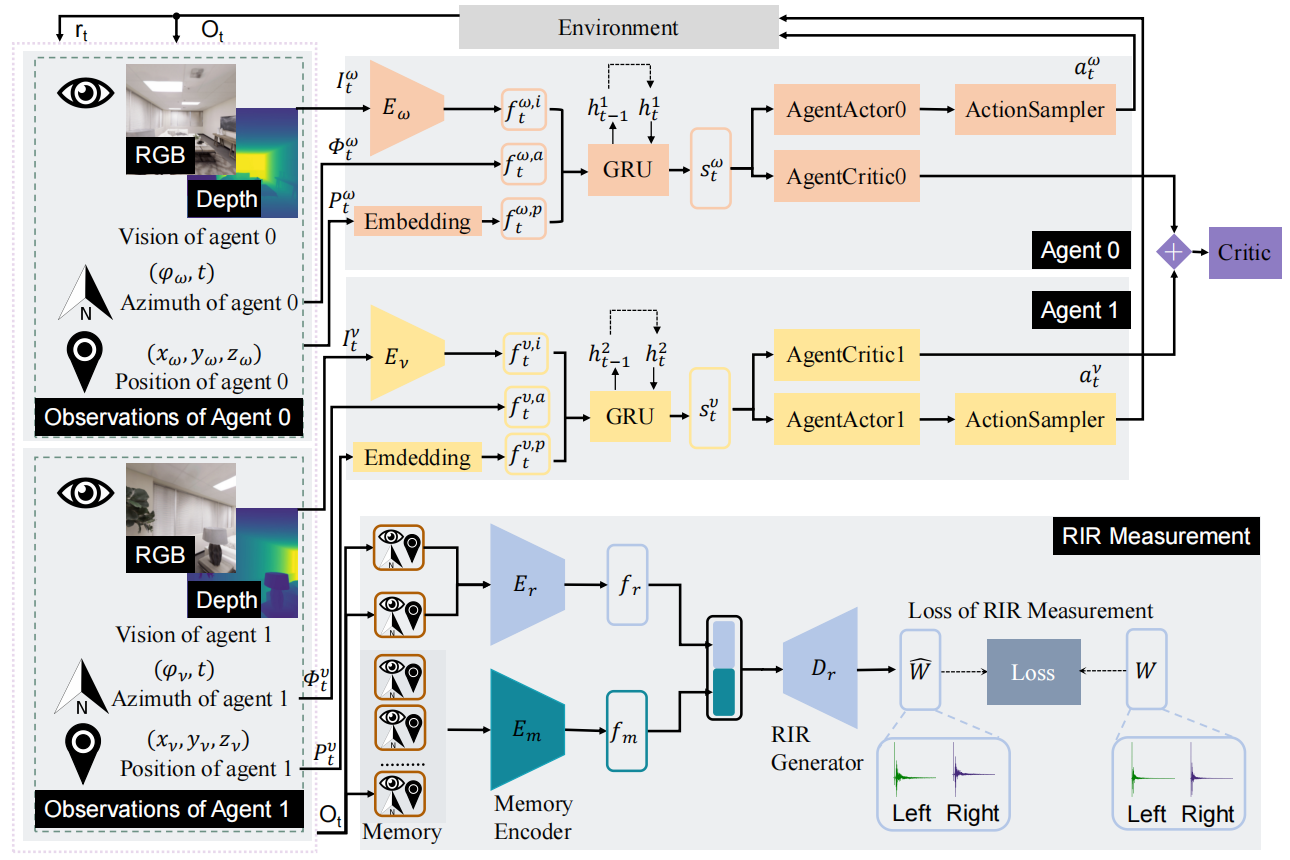 Environment
r_t
O_t
RGB
Depth
Vision of agent 0
(φ_ω, t)
N
Azimuth of agent 0
(x_ω, y_ω, z_ω)
Position of agent 0
Observations of Agent 0
I_t^ω
Φ_t^ω
P_t^ω
E_ω
Embedding
f_t^{ω,i}
f_t^{ω,a}
f_t^{ω,p}
h_{t-1}^1
h_t^1
GRU
s_t^ω
AgentActor0
ActionSampler
a_t^ω
AgentCritic0
Agent 0
+
Critic
RGB
Depth
Vision of agent 1
(φ_ν, t)
N
Azimuth of agent 1
(x_ν, y_ν, z_ν)
Position of agent 1
Observations of Agent 1
I_t^ν
Φ_t^υ
P_t^υ
O_t
E_ν
Emdedding
f_t^{υ,i}
f_t^{υ,a}
f_t^{υ,p}
h_{t-1}^2
h_t^2
GRU
s_t^υ
Agent 1
AgentCritic1
a_t^ν
AgentActor1
ActionSampler
RIR Measurement
N
N
N
N
.........
N
Memory
E_r
f_r
E_m
f_m
Memory
Encoder
D_r
RIR
Generator
Loss of RIR Measurement
Ŵ
Loss
W
Left Right
Left Right